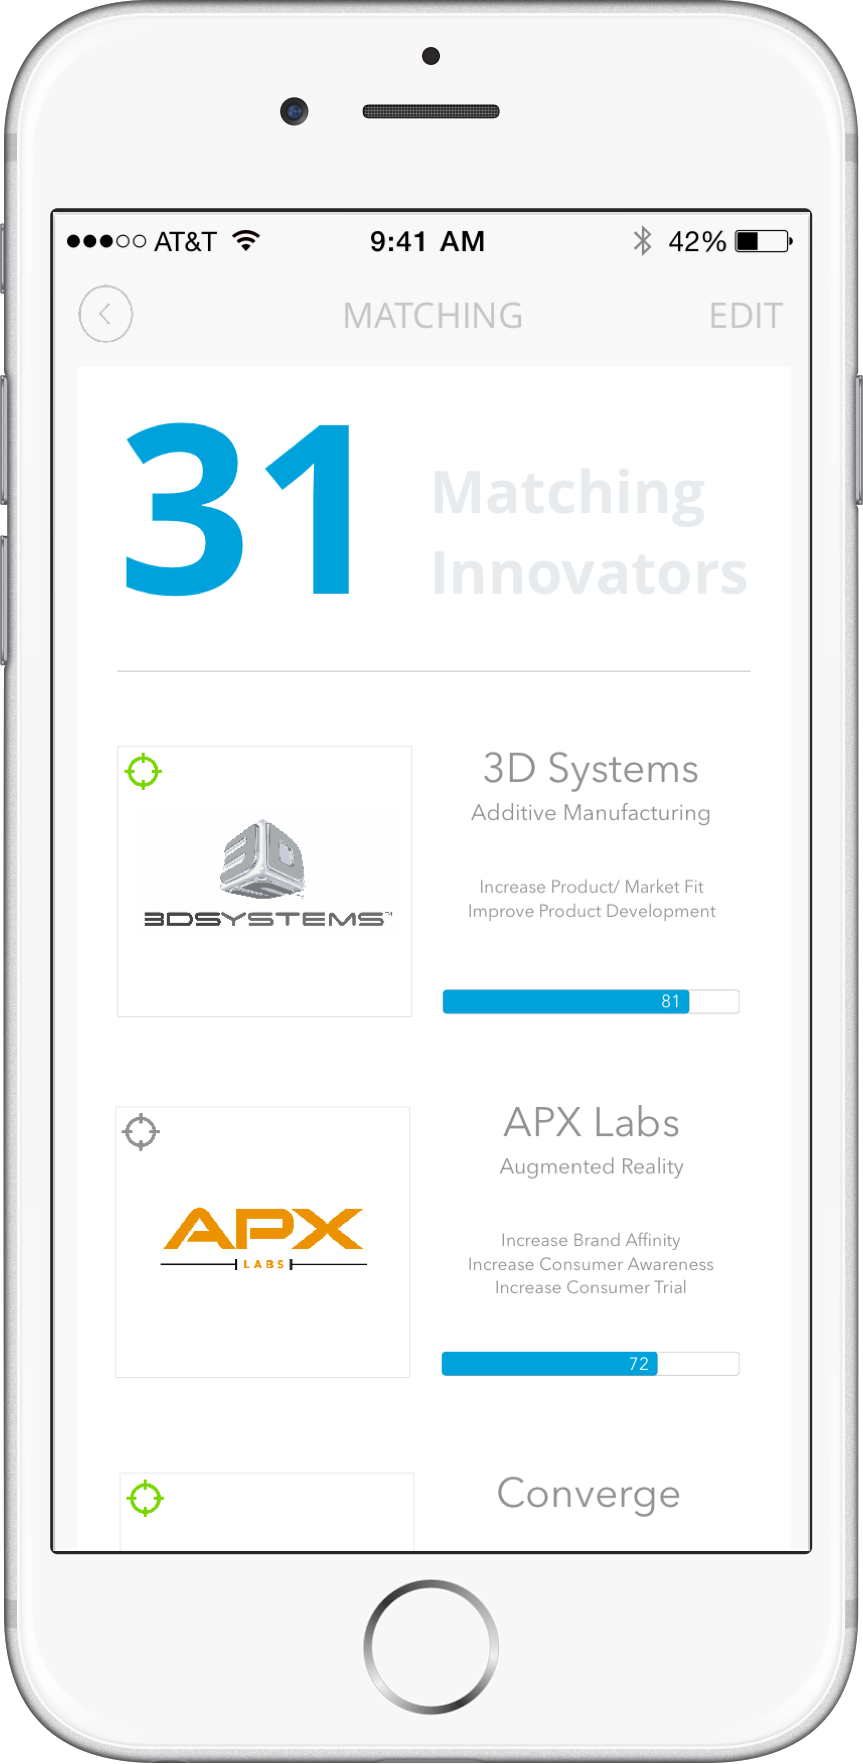 AT&T 9:41 AM 42%
MATCHING EDIT
31 Matching
Innovators
3D Systems
Additive Manufacturing
Increase Product/ Market Fit
Improve Product Development
3DSYSTEMS™
81
APX Labs
Augmented Reality
APX
LABS
Increase Brand Affinity
Increase Consumer Awareness
Increase Consumer Trial
72
Converge